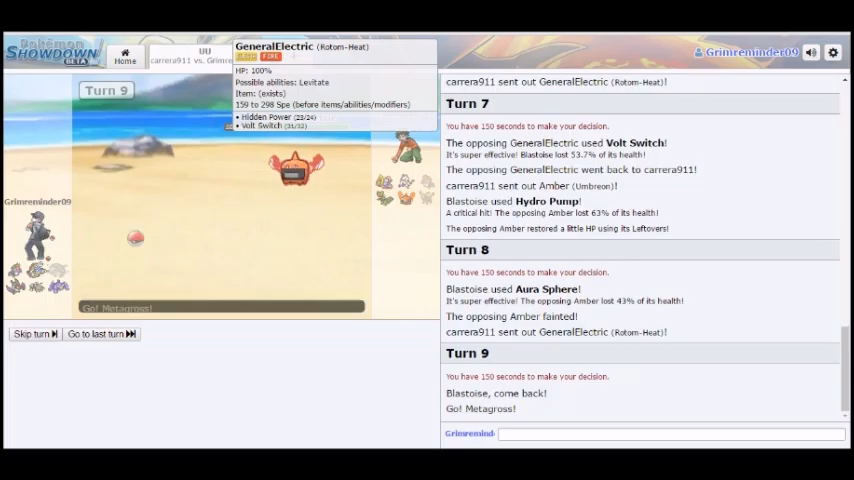 Pokémon
SHOWDOWN!
BETA
Home
UU
carrera911 vs. Grimre
GeneralElectric (Rotom-Heat)
FIRE
HP: 100%
Possible abilities: Levitate
Item: (exists)
159 to 298 Spe (before items/abilities/modifiers)
• Hidden Power (23/24)
• Volt Switch (31/32)
Grimreminder09
Turn 9
Grimreminder09
Go! Metagross!
Skip turn
Go to last turn
carrera911 sent out GeneralElectric (Rotom-Heat)!
Turn 7
You have 150 seconds to make your decision.
The opposing GeneralElectric used Volt Switch!
It's super effective! Blastoise lost 53.7% of its health!
The opposing GeneralElectric went back to carrera911!
carrera911 sent out Amber (Umbreon)!
Blastoise used Hydro Pump!
A critical hit! The opposing Amber lost 63% of its health!
The opposing Amber restored a little HP using its Leftovers!
Turn 8
You have 150 seconds to make your decision.
Blastoise used Aura Sphere!
It's super effective! The opposing Amber lost 43% of its health!
The opposing Amber fainted!
carrera911 sent out GeneralElectric (Rotom-Heat)!
Turn 9
You have 150 seconds to make your decision.
Blastoise, come back!
Go! Metagross!
Grimremind